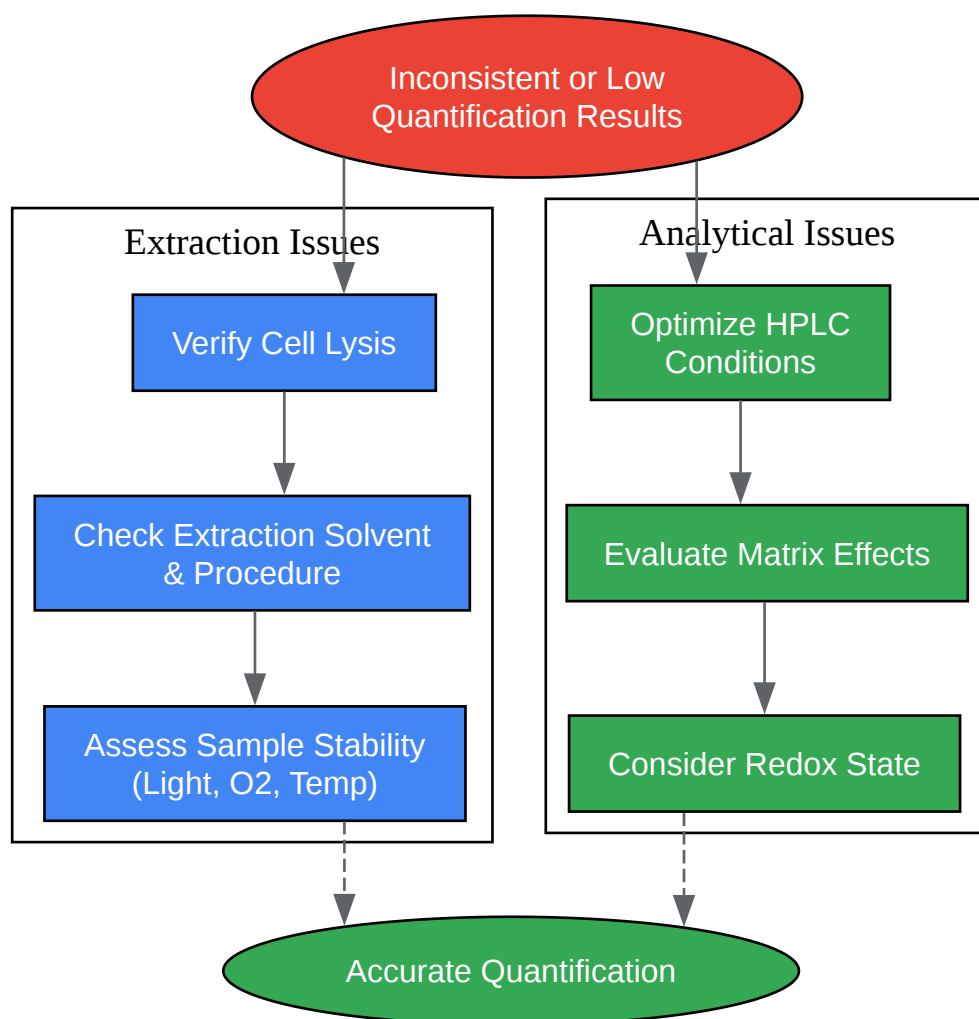 Inconsistent or Low
Quantification Results
Extraction Issues
Verify Cell Lysis
Check Extraction Solvent
& Procedure
Assess Sample Stability
(Light, O2, Temp)
Analytical Issues
Optimize HPLC
Conditions
Evaluate Matrix Effects
Consider Redox State
Accurate Quantification